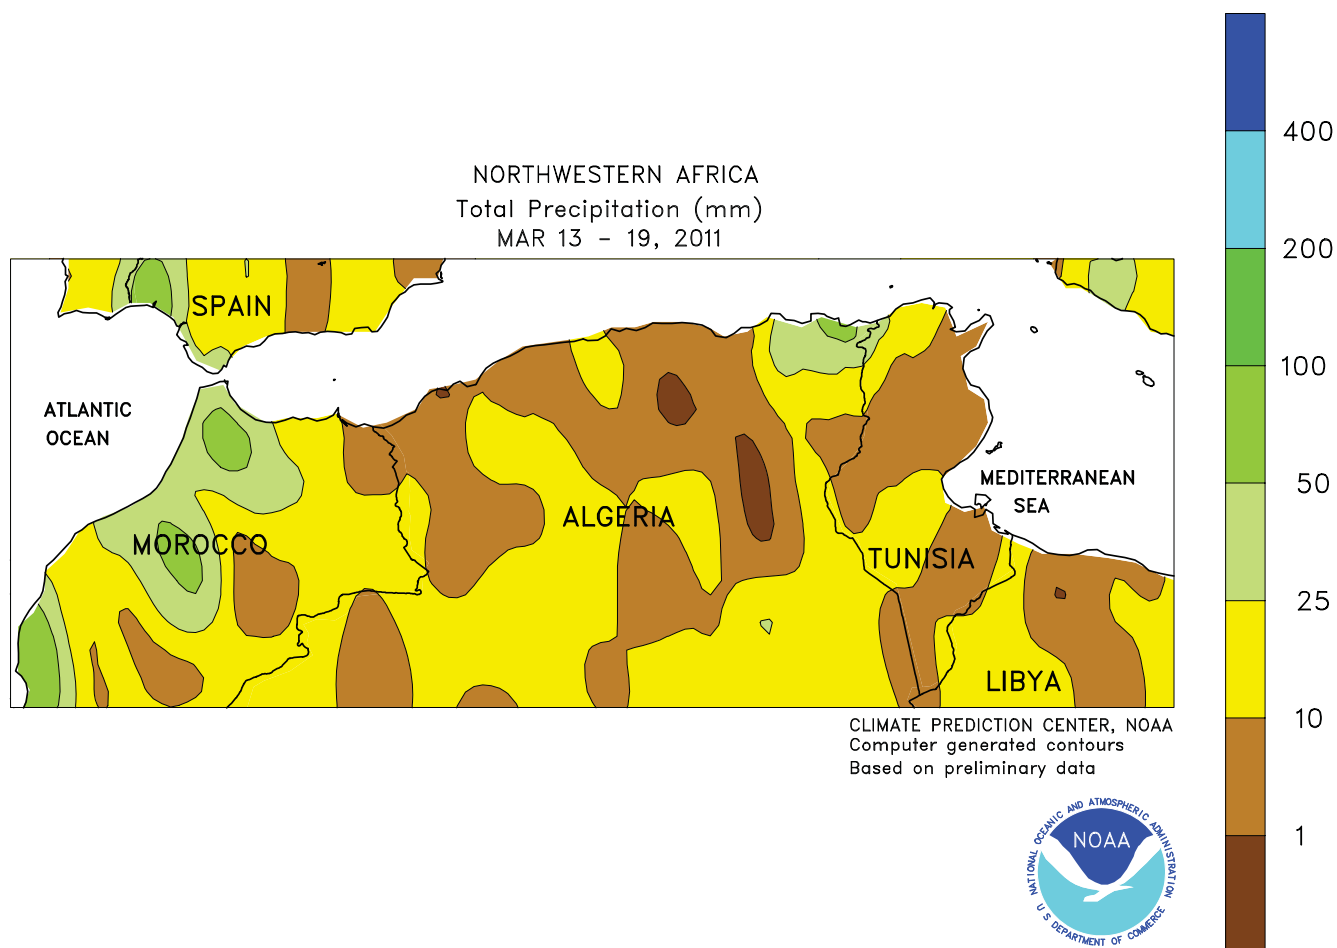 NORTHWESTERN AFRICA
Total Precipitation (mm)
MAR 13 - 19, 2011
400
200
100
50
25
10
1
SPAIN
ATLANTIC
OCEAN
MEDITERRANEAN
SEA
MOROCCO
ALGERIA
TUNISIA
LIBYA
CLIMATE PREDICTION CENTER, NOAA
Computer generated contours
Based on preliminary data
NATIONAL OCEANIC AND ATMOSPHERIC ADMINISTRATION
NOAA
U S DEPARTMENT OF COMMERCE